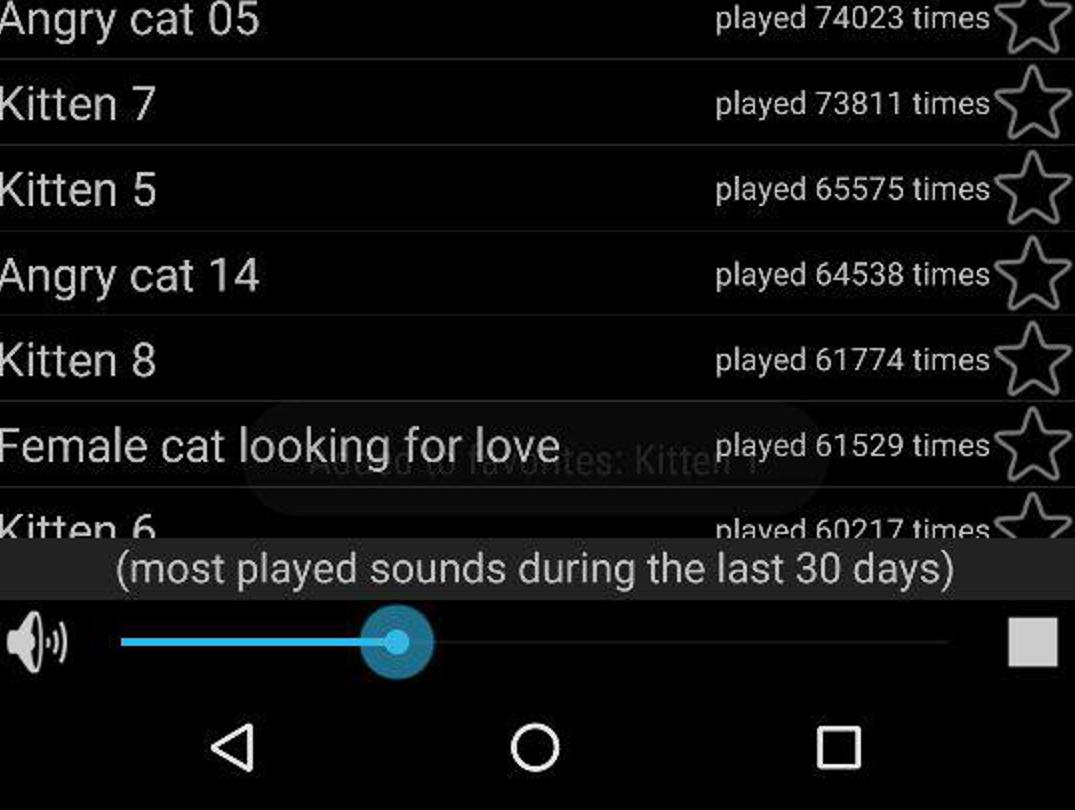 Angry cat 05 played 74023 times
Kitten 7 played 73811 times
Kitten 5 played 65575 times
Angry cat 14 played 64538 times
Kitten 8 played 61774 times
Female cat looking for love played 61529 times
Added to favorites: Kitten 1
Kitten 6 played 60217 times
(most played sounds during the last 30 days)